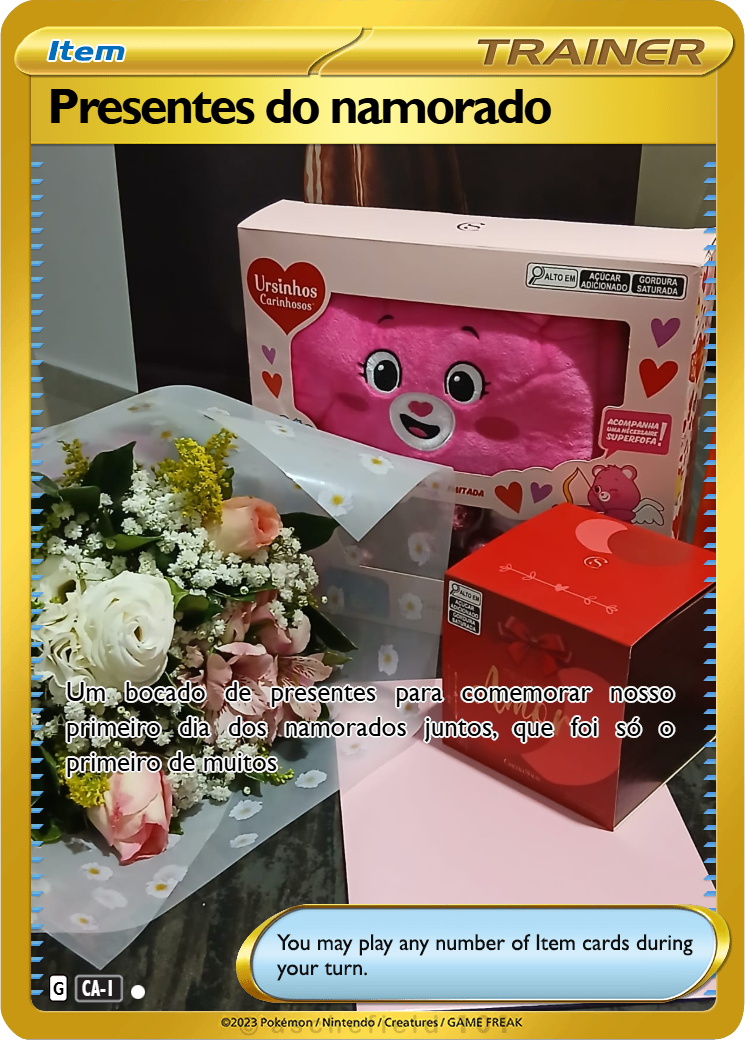 Item
TRAINER
Presentes do namorado
Ursinhos
Carinhosos
ALTO EM
AÇÚCAR
ADICIONADO
GORDURA
SATURADA
ACOMPANHA
UMA NÉCESSAIRE
SUPERFOFA!
ALTO EM
AÇÚCAR
ADICIONADO
GORDURA
SATURADA
Amor
Um bocado de presentes para comemorar nosso
primeiro dia dos namorados juntos, que foi só o
primeiro de muitos
You may play any number of Item cards during
your turn.
G
CA-I
©2023 Pokémon / Nintendo / Creatures / GAME FREAK